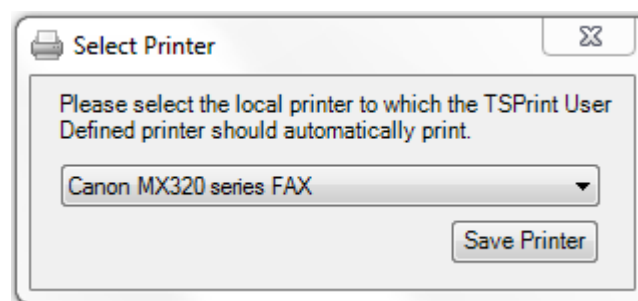 Select Printer
Please select the local printer to which the TSPrint User
Defined printer should automatically print.
Canon MX320 series FAX
Save Printer